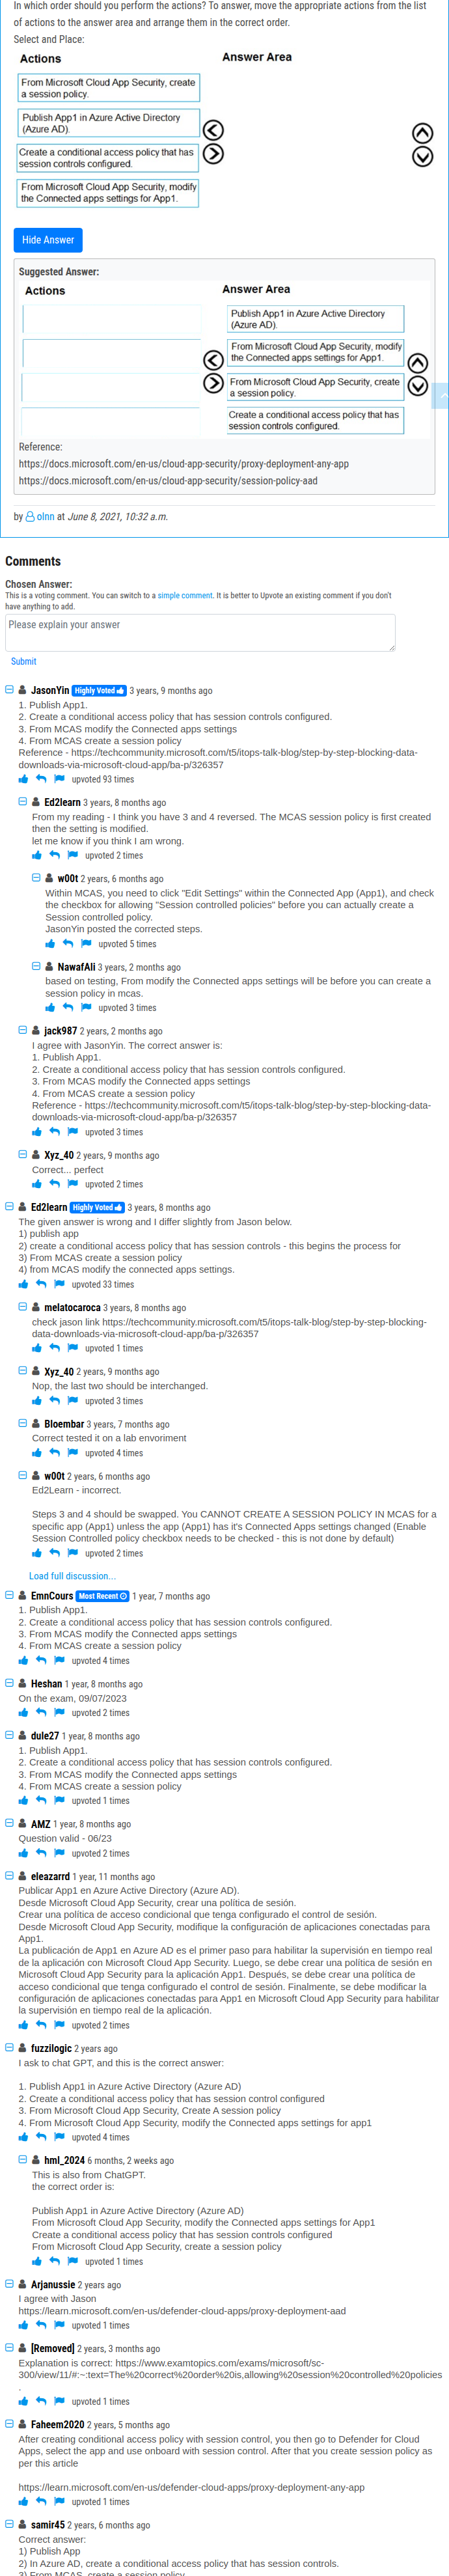 In which order should you perform the actions? To answer, move the appropriate actions from the list
of actions to the answer area and arrange them in the correct order.
Select and Place:
Actions
Answer Area
From Microsoft Cloud App Security, create
a session policy.
Publish App1 in Azure Active Directory
(Azure AD).
Create a conditional access policy that has
session controls configured.
From Microsoft Cloud App Security, modify
the Connected apps settings for App1.
Hide Answer
Suggested Answer:
Actions
Answer Area
Publish App1 in Azure Active Directory
(Azure AD).
From Microsoft Cloud App Security, modify
the Connected apps settings for App1.
From Microsoft Cloud App Security, create
a session policy.
Create a conditional access policy that has
session controls configured.
Reference:
https://docs.microsoft.com/en-us/cloud-app-security/proxy-deployment-any-app
https://docs.microsoft.com/en-us/cloud-app-security/session-policy-aad
by olnn at June 8, 2021, 10:32 a.m.
Comments
Chosen Answer:
This is a voting comment. You can switch to a simple comment. It is better to Upvote an existing comment if you don't
have anything to add.
Please explain your answer
Submit
JasonYin Highly Voted 3 years, 9 months ago
1. Publish App1.
2. Create a conditional access policy that has session controls configured.
3. From MCAS modify the Connected apps settings
4. From MCAS create a session policy
Reference - https://techcommunity.microsoft.com/t5/itops-talk-blog/step-by-step-blocking-data-
downloads-via-microsoft-cloud-app/ba-p/326357
upvoted 93 times
Ed2learn 3 years, 8 months ago
From my reading - I think you have 3 and 4 reversed. The MCAS session policy is first created
then the setting is modified.
let me know if you think I am wrong.
upvoted 2 times
w00t 2 years, 6 months ago
Within MCAS, you need to click "Edit Settings" within the Connected App (App1), and check
the checkbox for allowing "Session controlled policies" before you can actually create a
Session controlled policy.
JasonYin posted the corrected steps.
upvoted 5 times
NawafAli 3 years, 2 months ago
based on testing, From modify the Connected apps settings will be before you can create a
session policy in mcas.
upvoted 3 times
jack987 2 years, 2 months ago
I agree with JasonYin. The correct answer is:
1. Publish App1.
2. Create a conditional access policy that has session controls configured.
3. From MCAS modify the Connected apps settings
4. From MCAS create a session policy
Reference - https://techcommunity.microsoft.com/t5/itops-talk-blog/step-by-step-blocking-data-
downloads-via-microsoft-cloud-app/ba-p/326357
upvoted 3 times
Xyz_40 2 years, 9 months ago
Correct... perfect
upvoted 2 times
Ed2learn Highly Voted 3 years, 8 months ago
The given answer is wrong and I differ slightly from Jason below.
1) publish app
2) create a conditional access policy that has session controls - this begins the process for
3) From MCAS create a session policy
4) from MCAS modify the connected apps settings.
upvoted 33 times
melatocaroca 3 years, 8 months ago
check jason link https://techcommunity.microsoft.com/t5/itops-talk-blog/step-by-step-blocking-
data-downloads-via-microsoft-cloud-app/ba-p/326357
upvoted 1 times
Xyz_40 2 years, 9 months ago
Nop, the last two should be interchanged.
upvoted 3 times
Bloembar 3 years, 7 months ago
Correct tested it on a lab envoriment
upvoted 4 times
w00t 2 years, 6 months ago
Ed2Learn - incorrect.
Steps 3 and 4 should be swapped. You CANNOT CREATE A SESSION POLICY IN MCAS for a
specific app (App1) unless the app (App1) has it's Connected Apps settings changed (Enable
Session Controlled policy checkbox needs to be checked - this is not done by default)
upvoted 2 times
Load full discussion...
EmnCours Most Recent 1 year, 7 months ago
1. Publish App1.
2. Create a conditional access policy that has session controls configured.
3. From MCAS modify the Connected apps settings
4. From MCAS create a session policy
upvoted 4 times
Heshan 1 year, 8 months ago
On the exam, 09/07/2023
upvoted 2 times
dule27 1 year, 8 months ago
1. Publish App1.
2. Create a conditional access policy that has session controls configured.
3. From MCAS modify the Connected apps settings
4. From MCAS create a session policy
upvoted 1 times
AMZ 1 year, 8 months ago
Question valid - 06/23
upvoted 2 times
eleazarrd 1 year, 11 months ago
Publicar App1 en Azure Active Directory (Azure AD).
Desde Microsoft Cloud App Security, crear una política de sesión.
Crear una política de acceso condicional que tenga configurado el control de sesión.
Desde Microsoft Cloud App Security, modifique la configuración de aplicaciones conectadas para
App1.
La publicación de App1 en Azure AD es el primer paso para habilitar la supervisión en tiempo real
de la aplicación con Microsoft Cloud App Security. Luego, se debe crear una política de sesión en
Microsoft Cloud App Security para la aplicación App1. Después, se debe crear una política de
acceso condicional que tenga configurado el control de sesión. Finalmente, se debe modificar la
configuración de aplicaciones conectadas para App1 en Microsoft Cloud App Security para habilitar
la supervisión en tiempo real de la aplicación.
upvoted 2 times
fuzzilogic 2 years ago
I ask to chat GPT, and this is the correct answer:
1. Publish App1 in Azure Active Directory (Azure AD)
2. Create a conditional access policy that has session control configured
3. From Microsoft Cloud App Security, Create A session policy
4. From Microsoft Cloud App Security, modify the Connected apps settings for app1
upvoted 4 times
hml_2024 6 months, 2 weeks ago
This is also from ChatGPT.
the correct order is:
Publish App1 in Azure Active Directory (Azure AD)
From Microsoft Cloud App Security, modify the Connected apps settings for App1
Create a conditional access policy that has session controls configured
From Microsoft Cloud App Security, create a session policy
upvoted 1 times
Arjanussie 2 years ago
I agree with Jason
https://learn.microsoft.com/en-us/defender-cloud-apps/proxy-deployment-aad
upvoted 1 times
[Removed] 2 years, 3 months ago
Explanation is correct: https://www.examtopics.com/exams/microsoft/sc-
300/view/11/#:~:text=The%20correct%20order%20is,allowing%20session%20controlled%20policies
.
upvoted 1 times
Faheem2020 2 years, 5 months ago
After creating conditional access policy with session control, you then go to Defender for Cloud
Apps, select the app and use onboard with session control. After that you create session policy as
per this article
https://learn.microsoft.com/en-us/defender-cloud-apps/proxy-deployment-any-app
upvoted 1 times
samir45 2 years, 6 months ago
Correct answer:
1) Publish App
2) In Azure AD, create a conditional access policy that has session controls.
3) From MCAS, create a session policy